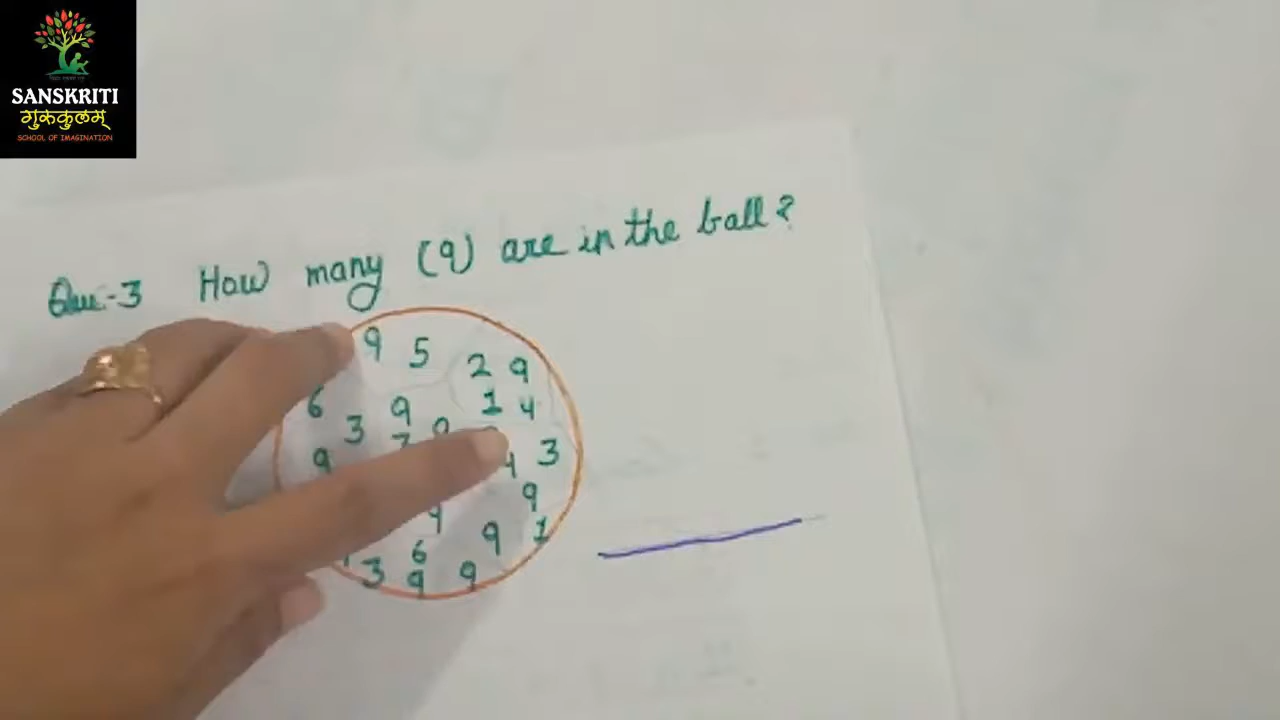 SANSKRITI
गुरुकुलम्
SCHOOL OF IMAGINATION
Que.-3 How many (9) are in the ball?
9 5 2 9
6 3 9 1 4
9 4 3
9
9 9 1
3 6
9 9